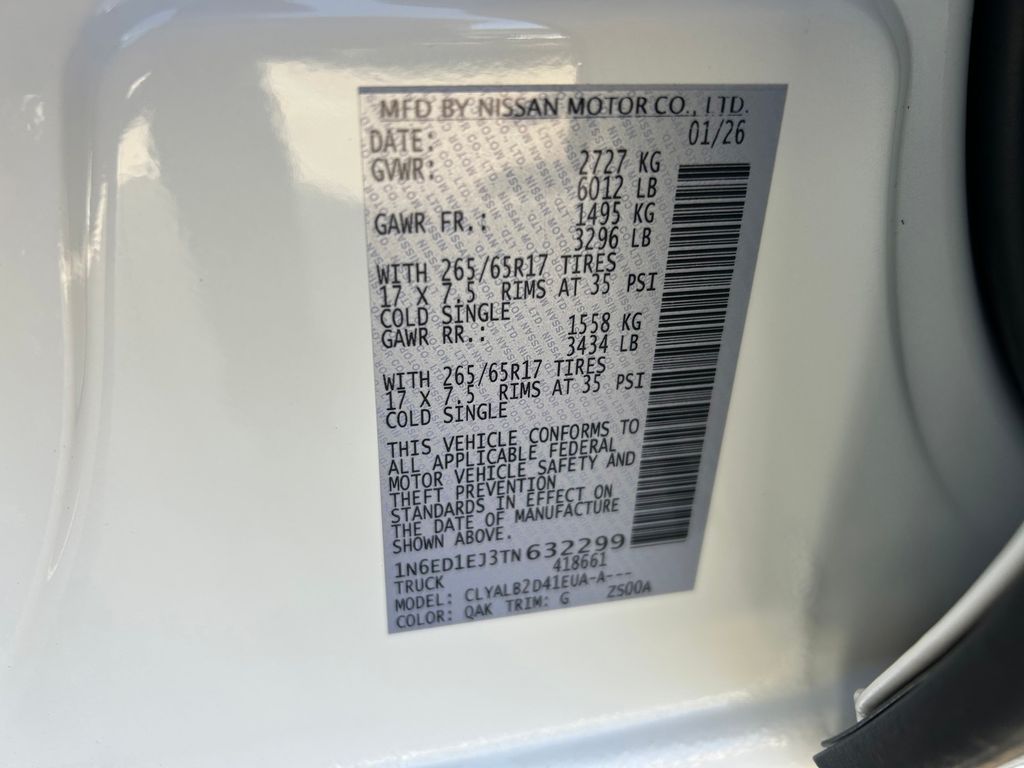 MFD BY NISSAN MOTOR CO., LTD.
DATE: 01/26
GVWR: 2727 KG
6012 LB
GAWR FR.: 1495 KG
3296 LB
WITH 265/65R17 TIRES
17 X 7.5 RIMS AT 35 PSI
COLD SINGLE
GAWR RR.: 1558 KG
3434 LB
WITH 265/65R17 TIRES
17 X 7.5 RIMS AT 35 PSI
COLD SINGLE
THIS VEHICLE CONFORMS TO
ALL APPLICABLE FEDERAL
MOTOR VEHICLE SAFETY AND
THEFT PREVENTION
STANDARDS IN EFFECT ON
THE DATE OF MANUFACTURE
SHOWN ABOVE.
1N6ED1EJ3TN632299
TRUCK 418661
MODEL: CLYALB2D41EUA-A---
COLOR: QAK TRIM: G ZS00A